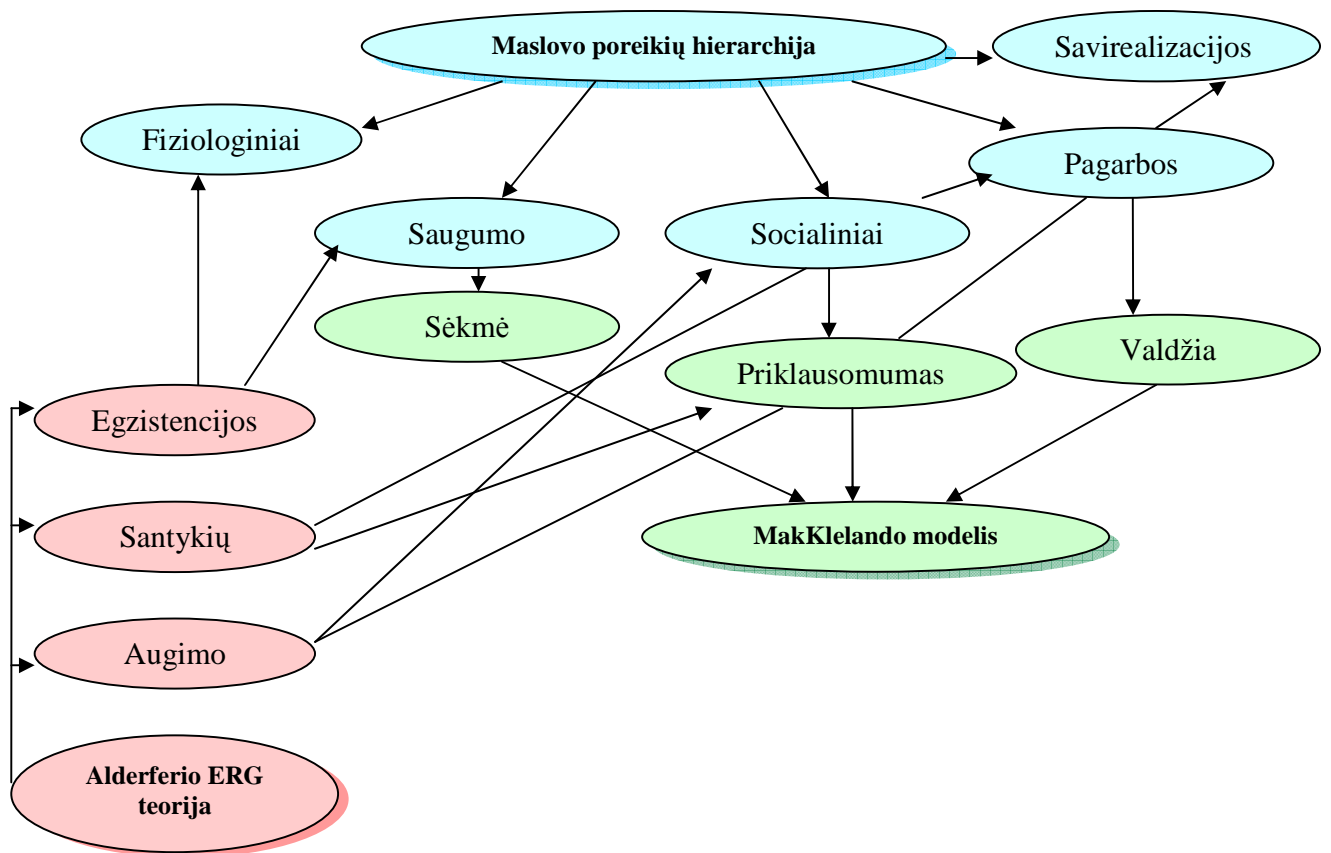 Maslovo poreikių hierarchija
Savirealizacijos
Fiziologiniai
Pagarbos
Saugumo
Socialiniai
Sėkmė
Valdžia
Priklausomumas
Egzistencijos
Santykių
MakKlelando modelis
Augimo
Alderferio ERG
teorija